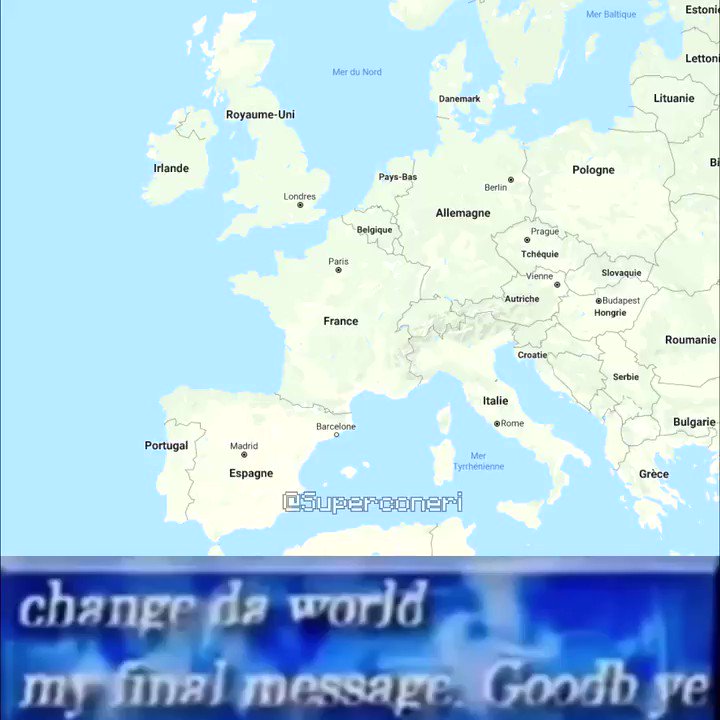 Estonie
Mer Baltique
Lettoni
Mer du Nord
Danemark
Lituanie
Royaume-Uni
Irlande
Pays-Bas
Berlin
Pologne
Bi
Londres
Allemagne
Belgique
Prague
Tchéquie
Paris
Vienne
Slovaquie
Autriche
Budapest
Hongrie
France
Roumanie
Croatie
Serbie
Italie
Barcelone
Rome
Bulgarie
Portugal
Madrid
Mer
Tyrrhénienne
Espagne
Grèce
@Superconeri
change da world
my final message. Goodb ye